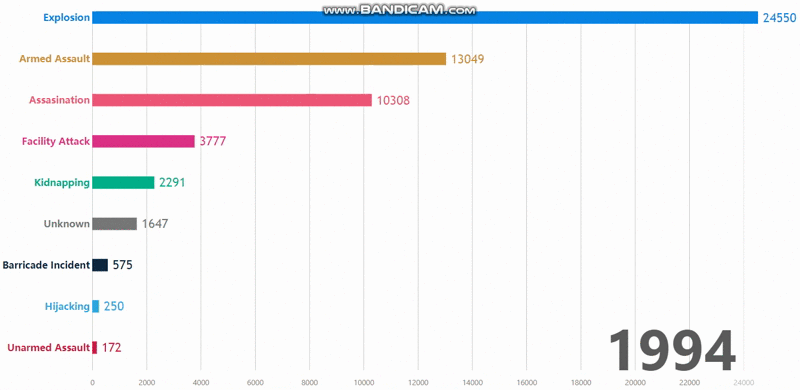 www.BANDICAM.com
Explosion 24550
Armed Assault 13049
Assasination 10308
Facility Attack 3777
Kidnapping 2291
Unknown 1647
Barricade Incident 575
Hijacking 250
Unarmed Assault 172
1994
0 2000 4000 6000 8000 10000 12000 14000 16000 18000 20000 22000 24000